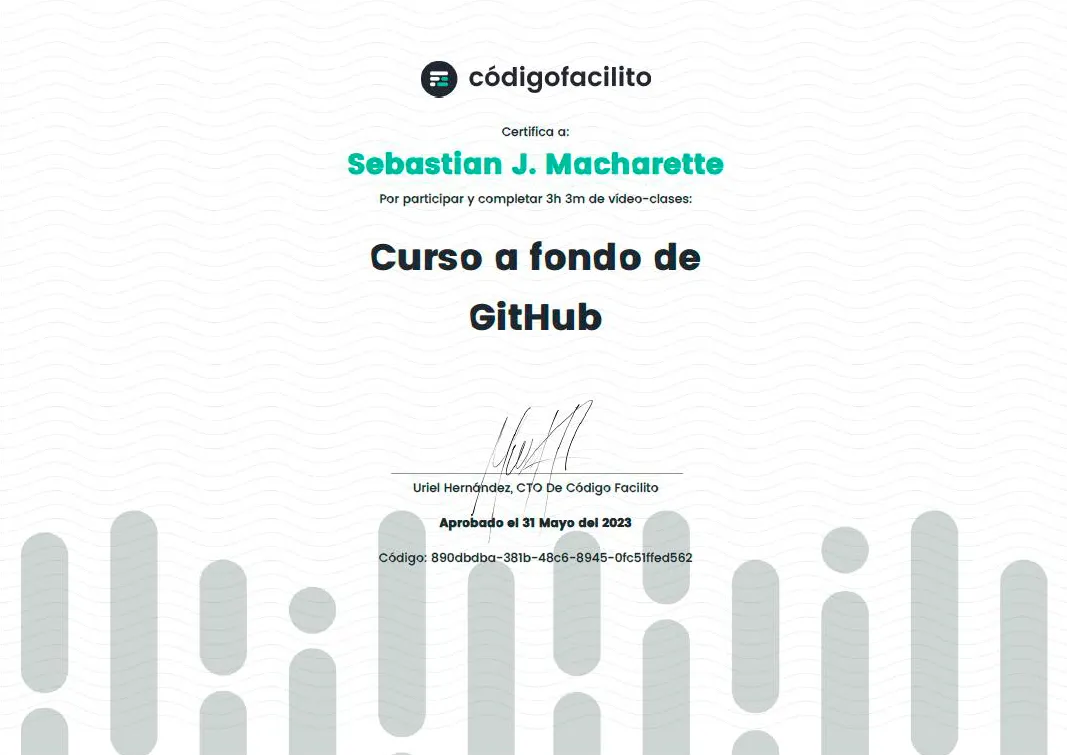 códigofacilito
Certifica a:
Sebastian J. Macharette
Por participar y completar 3h 3m de vídeo-clases:
Curso a fondo de
GitHub
Uriel Hernández, CTO De Código Facilito
Aprobado el 31 Mayo del 2023
Código: 890dbdba-381b-48c6-8945-0fc51ffed562